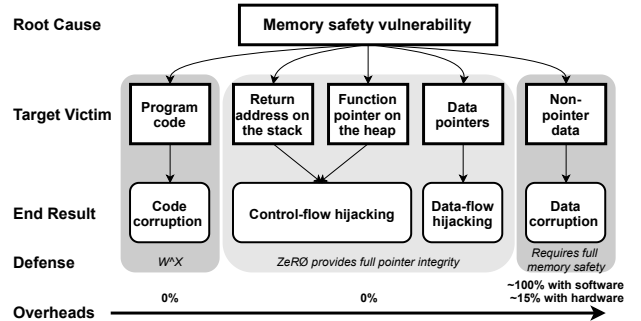 Root Cause
Memory safety vulnerability
Target Victim
Program
code
Return
address on
the stack
Function
pointer on
the heap
Data
pointers
Non-
pointer
data
End Result
Code
corruption
Control-flow hijacking
Data-flow
hijacking
Data
corruption
Defense
W^X
ZeRØ provides full pointer integrity
Requires full
memory safety
Overheads
0%
0%
~100% with software
~15% with hardware